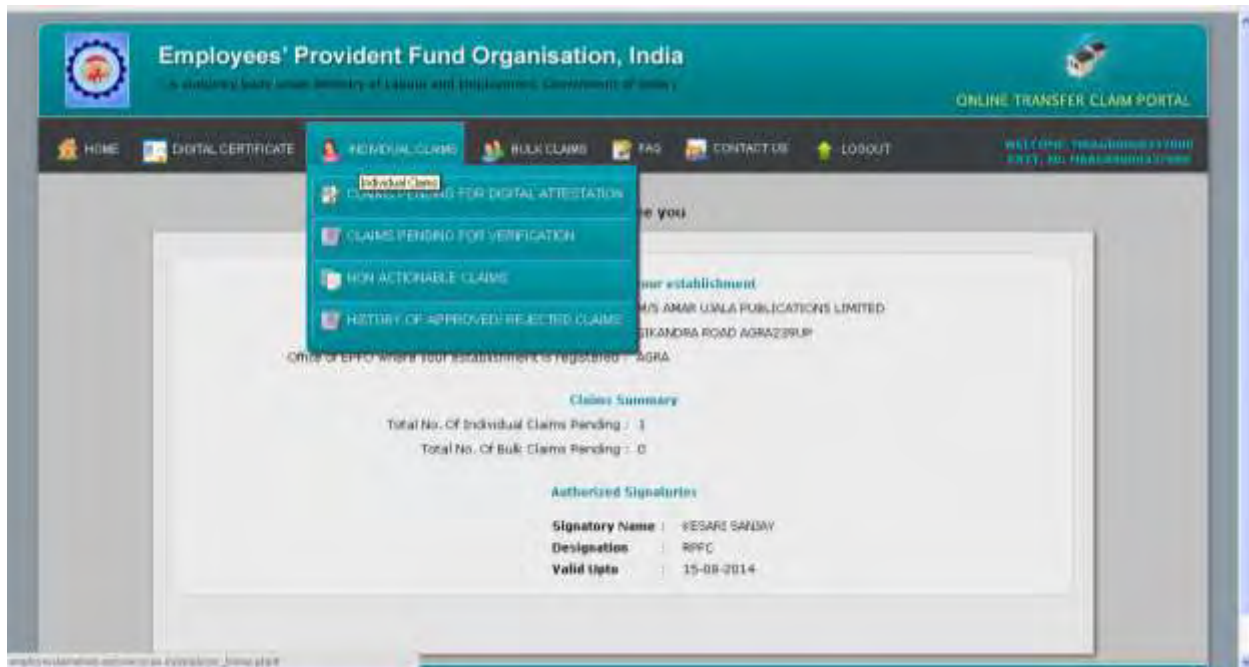 Employees' Provident Fund Organisation, India
ONLINE TRANSFER CLAIM PORTAL
HOME DIGITAL CERTIFICATE INDIVIDUAL CLAIMS BULK CLAIMS FAQ CONTACT US LOGOUT
Individual Claims
FOR DIGITAL ATTESTATION
CLAIMS PENDING FOR VERIFICATION
NON ACTIONABLE CLAIMS
HISTORY OF APPROVED/ REJECTED CLAIMS
you
establishment
M/S AMAR UJALA PUBLICATIONS LIMITED
SIKANDRA ROAD AGRA239UP
Office of EPFO where your establishment is registered : AGRA
Claims Summary
Total No. Of Individual Claims Pending : 1
Total No. Of Bulk Claims Pending : 0
Authorized Signatories
Signatory Name : KESARI SANJAY
Designation : RPFC
Valid Upto : 15-08-2014